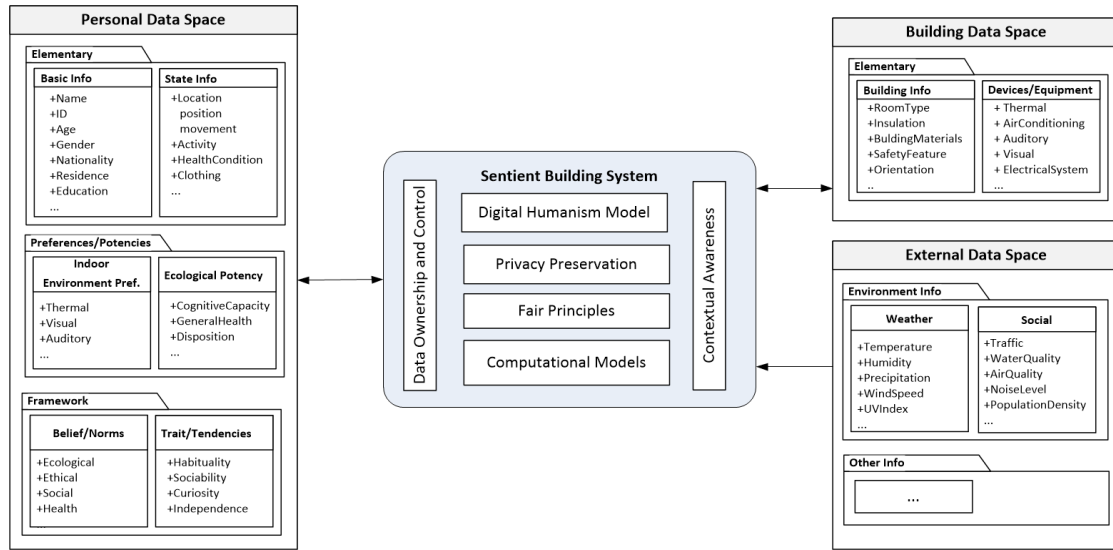 Personal Data Space
Elementary
Basic Info
+Name
+ID
+Age
+Gender
+Nationality
+Residence
+Education
...
State Info
+Location
position
movement
+Activity
+HealthCondition
+Clothing
...
Preferences/Potencies
Indoor
Environment Pref.
+Thermal
+Visual
+Auditory
...
Ecological Potency
+CognitiveCapacity
+GeneralHealth
+Disposition
...
Framework
Belief/Norms
+Ecological
+Ethical
+Social
+Health
...
Trait/Tendencies
+Habituality
+Sociability
+Curiosity
+Independence
Sentient Building System
Data Ownership and Control
Digital Humanism Model
Privacy Preservation
Fair Principles
Computational Models
Contextual Awareness
Building Data Space
Elementary
Building Info
+RoomType
+Insulation
+BuldingMaterials
+SafetyFeature
+Orientation
..
Devices/Equipment
+ Thermal
+ AirConditioning
+ Auditory
+ Visual
+ ElectricalSystem
...
External Data Space
Environment Info
Weather
+Temperature
+Humidity
+Precipitation
+WindSpeed
+UVIndex
...
Social
+Traffic
+WaterQuality
+AirQuality
+NoiseLevel
+PopulationDensity
...
Other Info
...